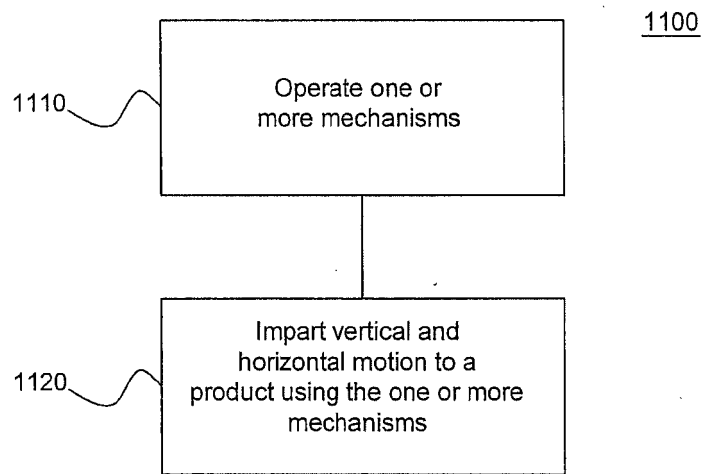 1100
1110
Operate one or
more mechanisms
1120
Impart vertical and
horizontal motion to a
product using the one or more
mechanisms